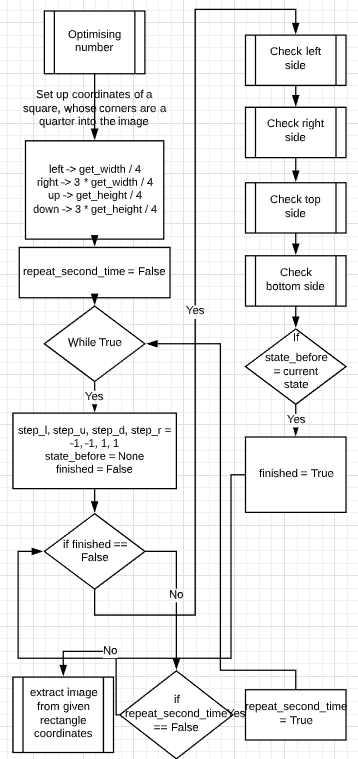 Optimising
number
Set up coordinates of a
square, whose corners are a
quarter into the image
left -> get_width / 4
right -> 3 * get_width / 4
up -> get_height / 4
down -> 3 * get_height / 4
repeat_second_time = False
While True
Yes
step_l, step_u, step_d, step_r =
-1, -1, 1, 1
state_before = None
finished = False
if finished ==
False
No
Yes
No
extract image
from given
rectangle
coordinates
if
repeat_second_time
== False
Yes
repeat_second_time
= True
Check left
side
Check right
side
Check top
side
Check
bottom side
If
state_before
= current
state
Yes
finished = True